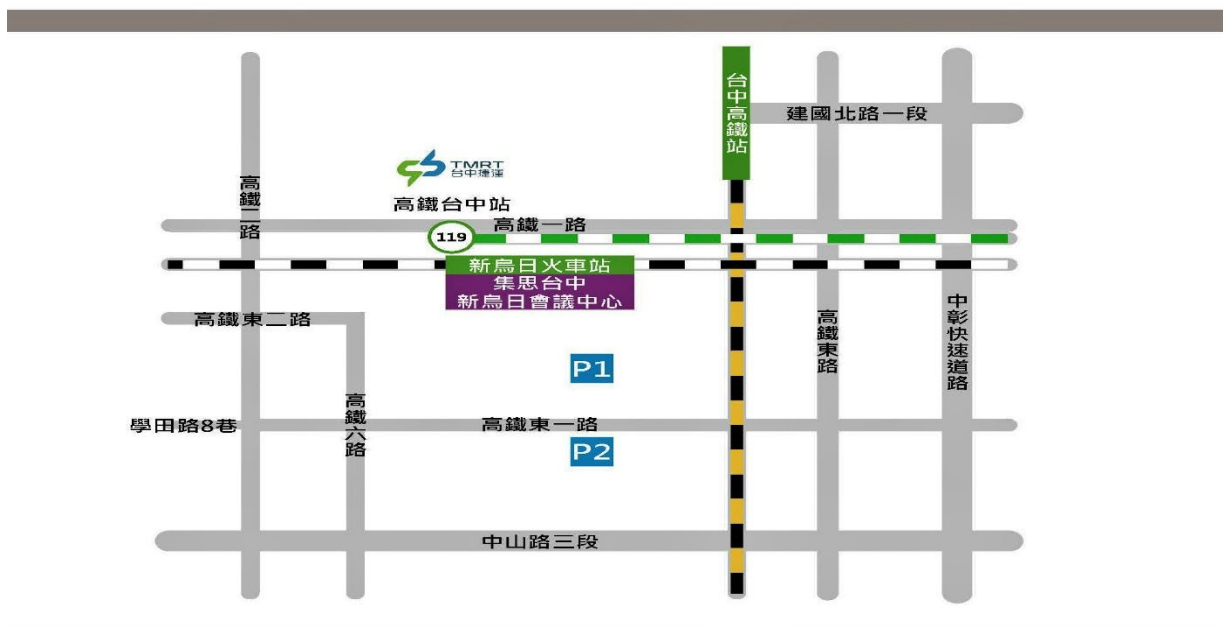 台中高鐵站
建國北路一段
TMRT
台中捷運
高鐵二路
高鐵台中站
高鐵一路
119
新烏日火車站
集思台中
新烏日會議中心
高鐵東二路
高鐵東路
中彰快速道路
P1
高鐵六路
學田路8巷
高鐵東一路
P2
中山路三段